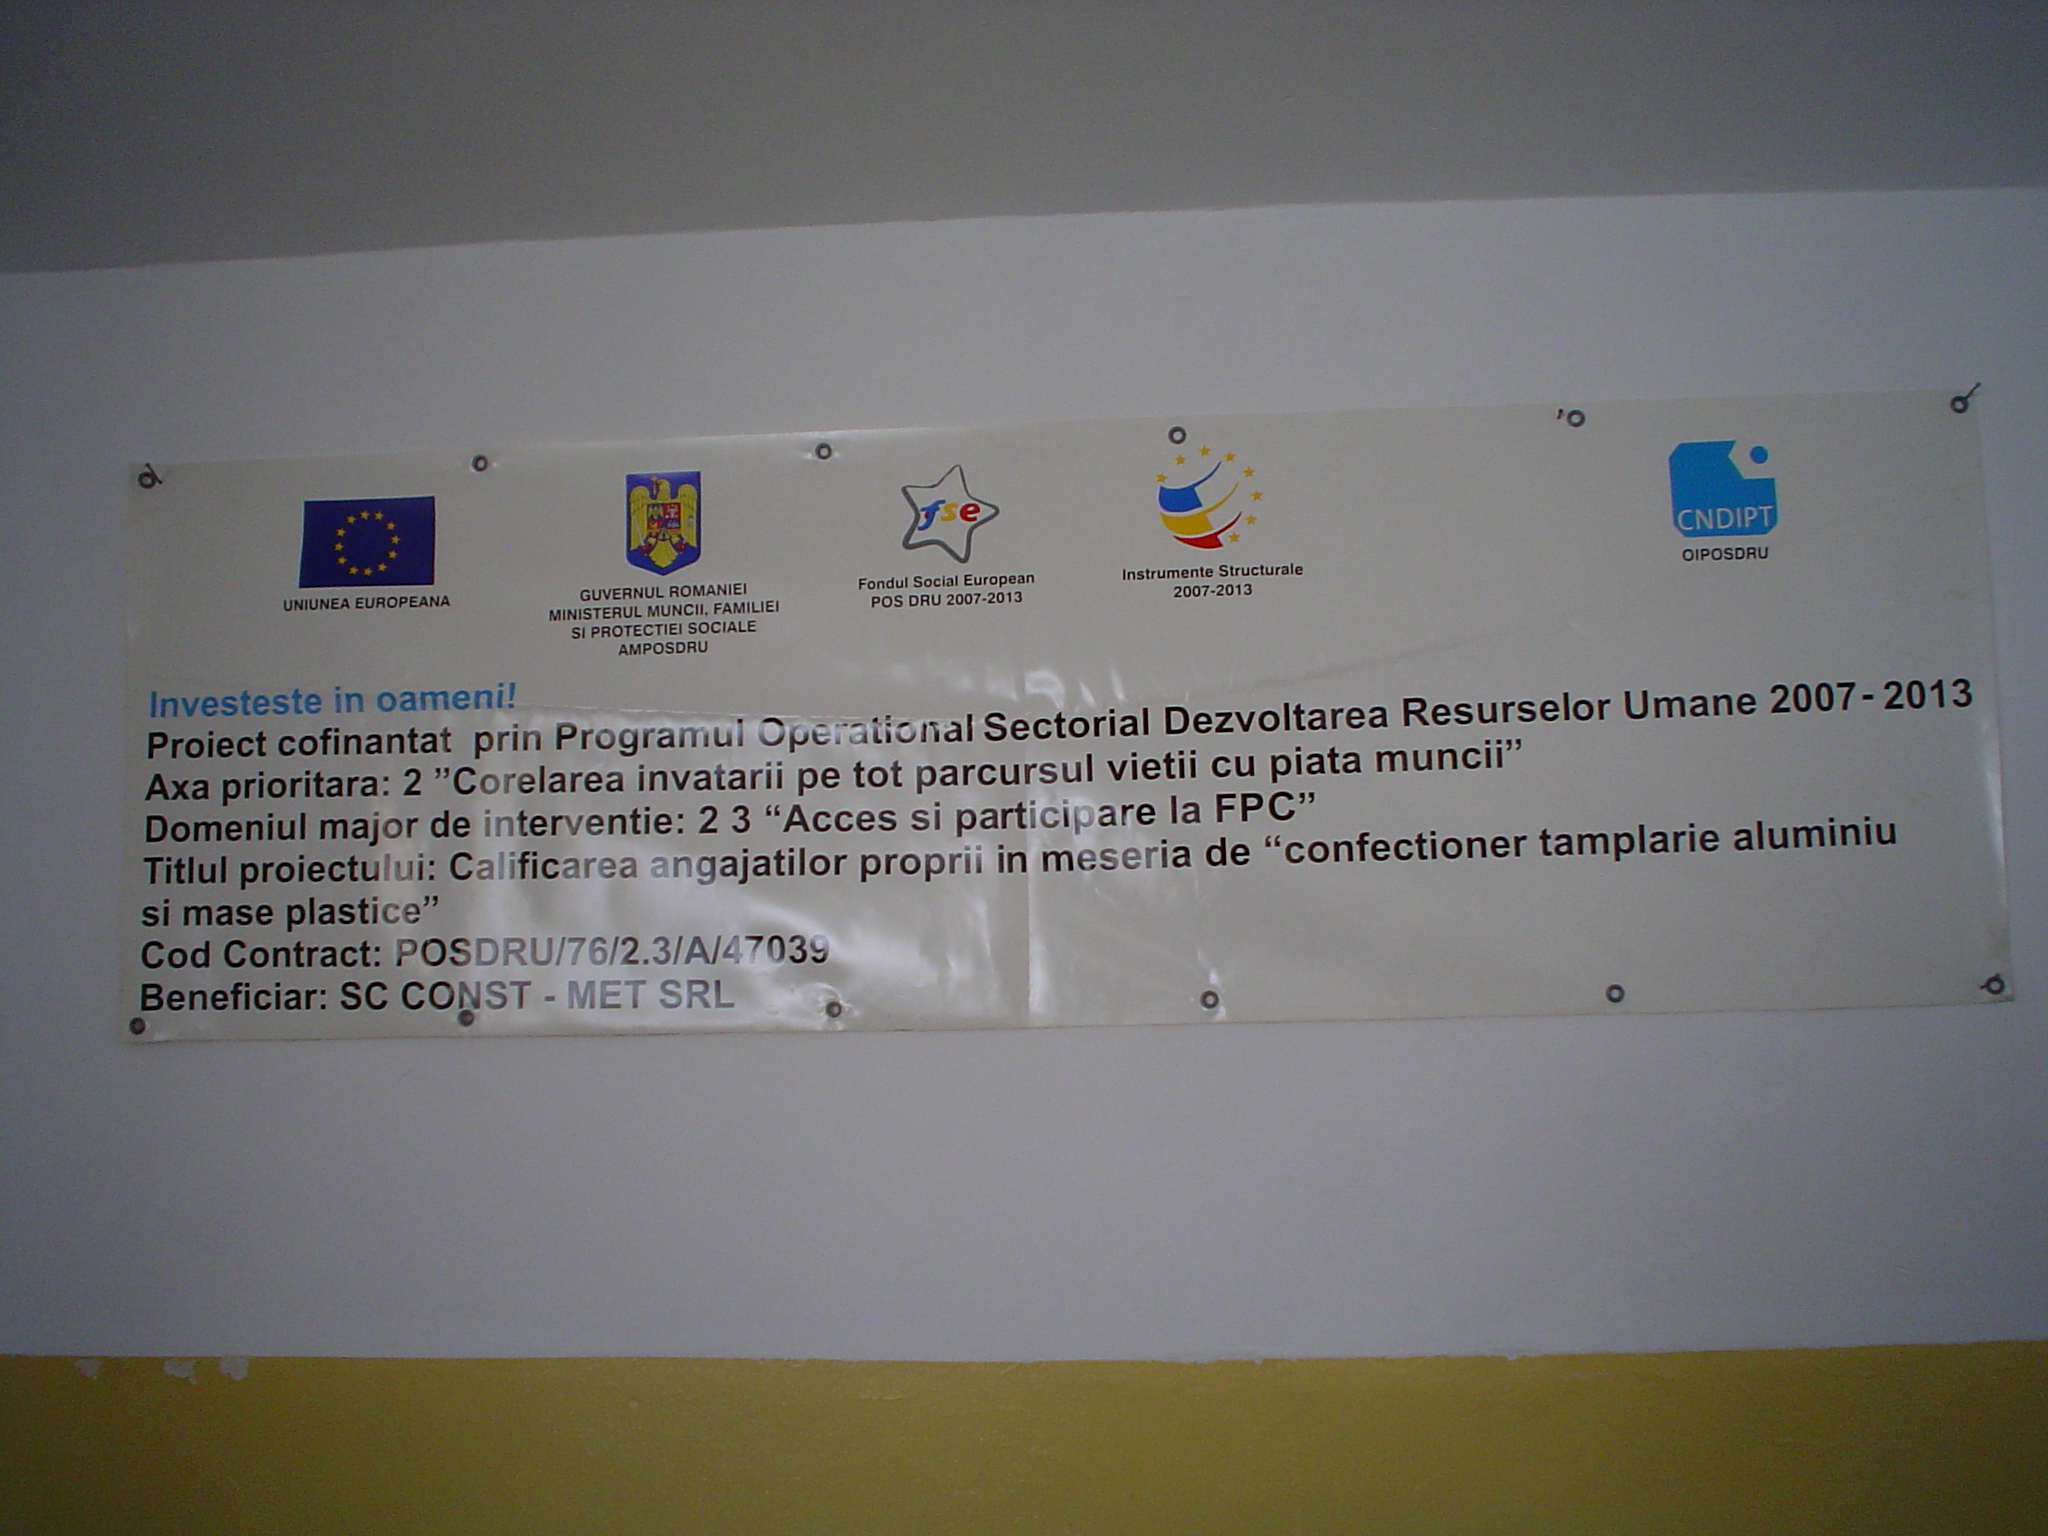 UNIUNEA EUROPEANA
GUVERNUL ROMANIEI
MINISTERUL MUNCII, FAMILIEI
SI PROTECTIEI SOCIALE
AMPOSDRU
fse
Fondul Social European
POS DRU 2007-2013
Instrumente Structurale
2007-2013
CNDIPT
OIPOSDRU
Investeste in oameni!
Proiect cofinantat prin Programul Operational Sectorial Dezvoltarea Resurselor Umane 2007-2013
Axa prioritara: 2 ”Corelarea invatarii pe tot parcursul vietii cu piata muncii”
Domeniul major de interventie: 2 3 “Acces si participare la FPC”
Titlul proiectului: Calificarea angajatilor proprii in meseria de “confectioner tamplarie aluminiu
si mase plastice”
Cod Contract: POSDRU/76/2.3/A/47039
Beneficiar: SC CONST - MET SRL